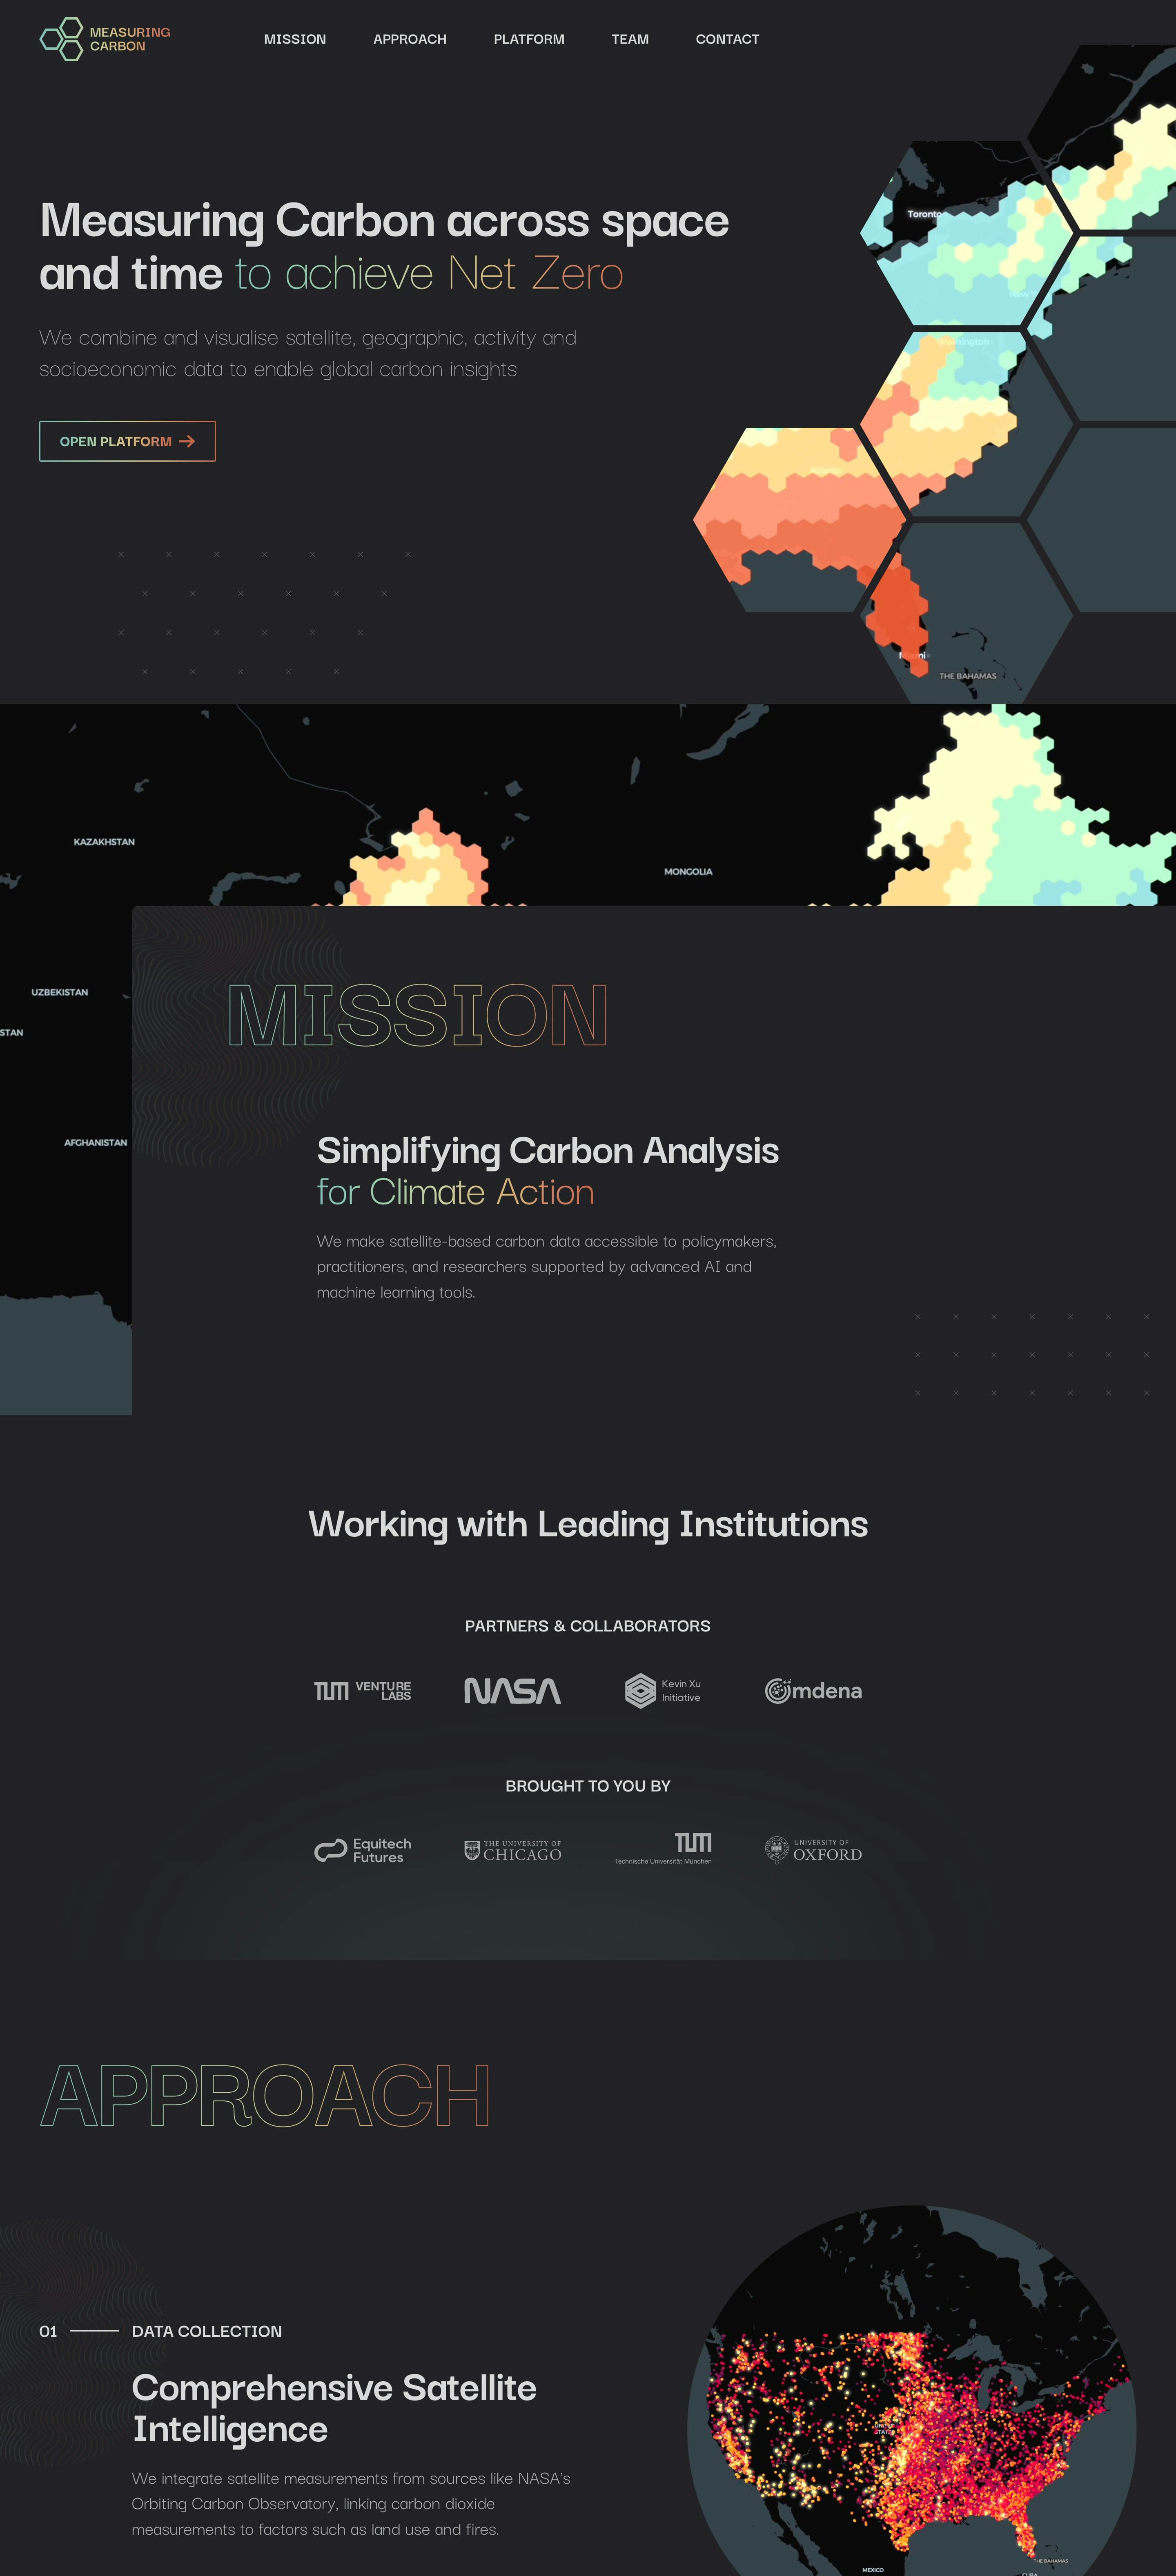 MEASURING
CARBON
MISSION
APPROACH
PLATFORM
TEAM
CONTACT
Measuring Carbon across space
and time to achieve Net Zero
We combine and visualise satellite, geographic, activity and
socioeconomic data to enable global carbon insights
OPEN PLATFORM
Toronto
Washington
Atlanta
THE BAHAMAS
KAZAKHSTAN
MONGOLIA
UZBEKISTAN
STAN
AFGHANISTAN
MISSION
Simplifying Carbon Analysis
for Climate Action
We make satellite-based carbon data accessible to policymakers,
practitioners, and researchers supported by advanced AI and
machine learning tools.
Working with Leading Institutions
PARTNERS & COLLABORATORS
TUM VENTURE
LABS
NASA
Kevin Xu
Initiative
Omdena
BROUGHT TO YOU BY
Equitech
Futures
THE UNIVERSITY OF
CHICAGO
TUM
Technische Universität München
UNIVERSITY OF
OXFORD
APPROACH
01
DATA COLLECTION
Comprehensive Satellite
Intelligence
We integrate satellite measurements from sources like NASA's
Orbiting Carbon Observatory, linking carbon dioxide
measurements to factors such as land use and fires.
THE BAHAMAS
MEXICO